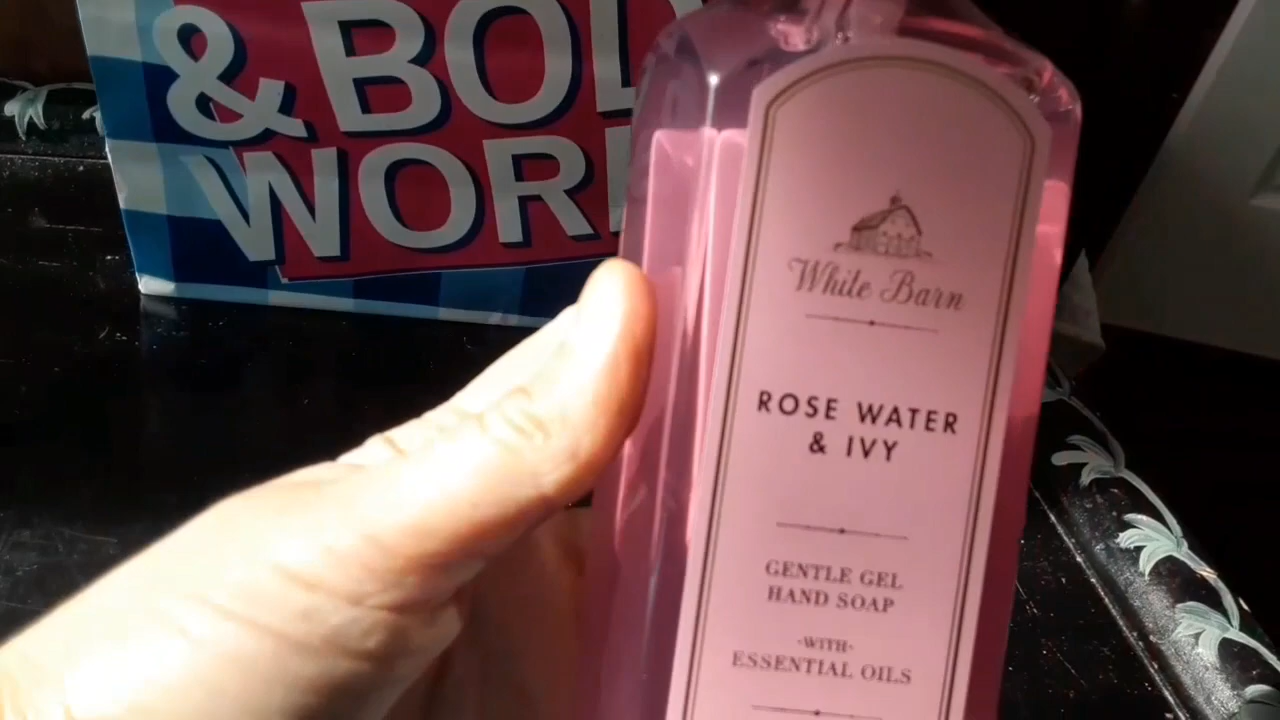 & BOD
WOR
White Barn
ROSE WATER
& IVY
GENTLE GEL
HAND SOAP
-WITH-
ESSENTIAL OILS